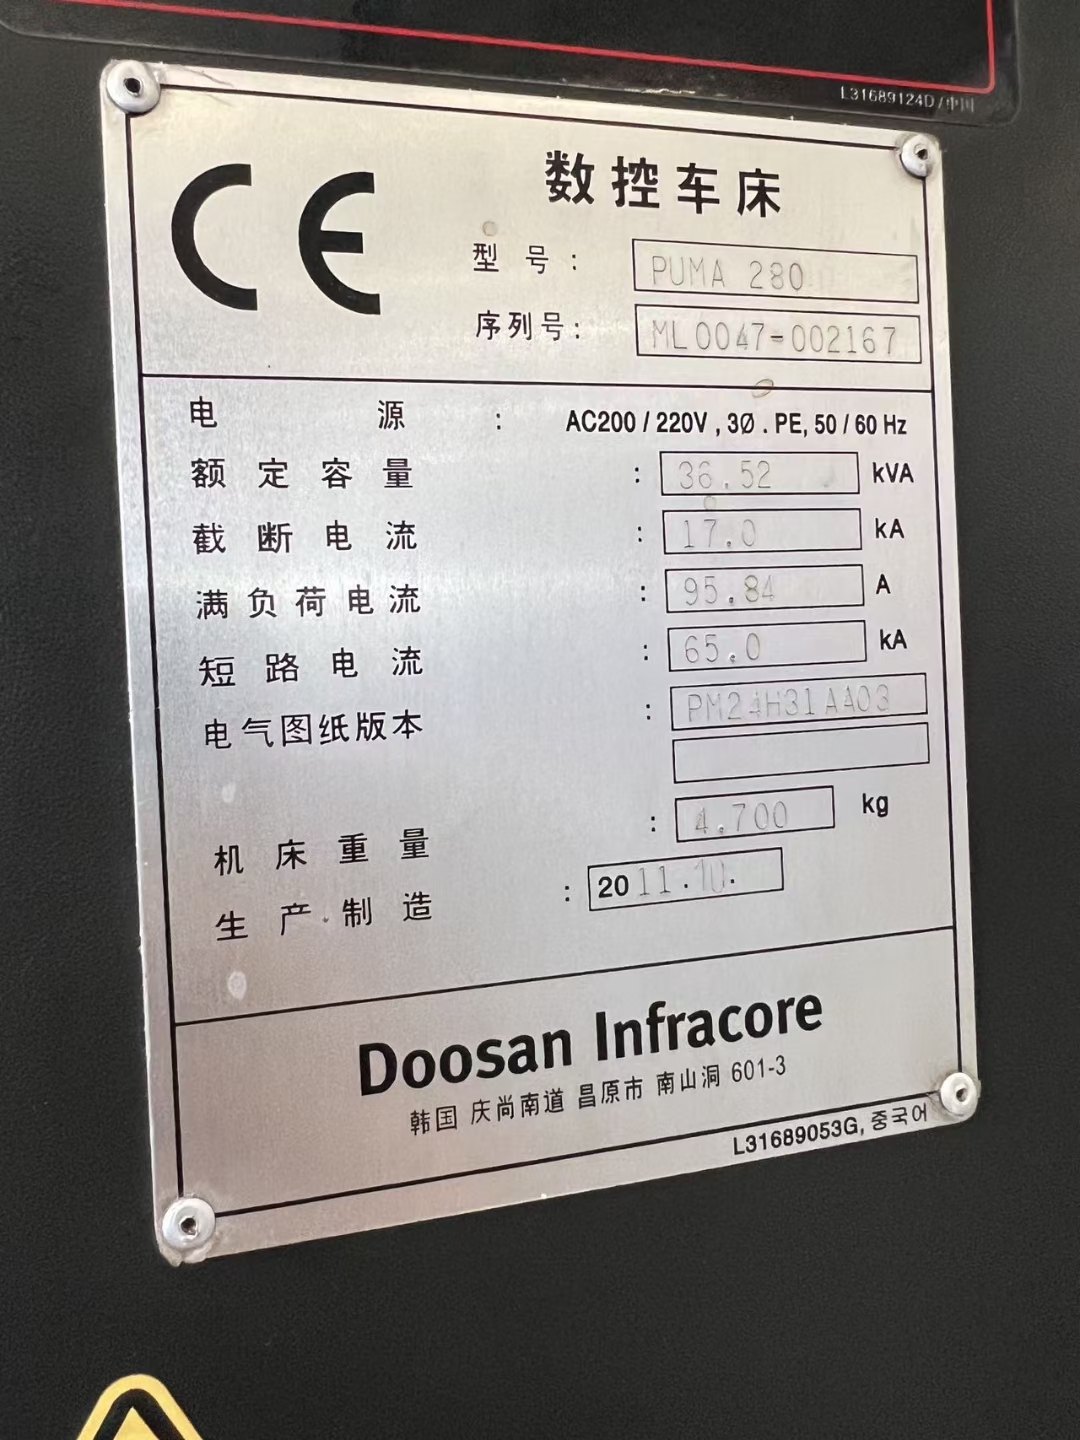 L31689124D/中国
CE
数控车床
型号: PUMA 280
序列号: ML0047-002167
电源: AC200 / 220V , 3Ø . PE, 50 / 60 Hz
额定容量: 36.52 kVA
截断电流: 17.0 kA
满负荷电流: 95.84 A
短路电流: 65.0 kA
电气图纸版本: PM24H31AA03
机床重量: 4.700 kg
生产制造: 2011.10.
Doosan Infracore
韩国 庆尚南道 昌原市 南山洞 601-3
L31689053G, 중국어